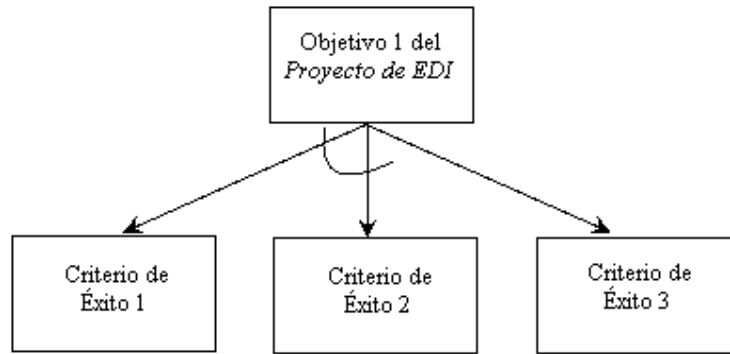 Objetivo 1 del
Proyecto de EDI
Criterio de
Éxito 1
Criterio de
Éxito 2
Criterio de
Éxito 3